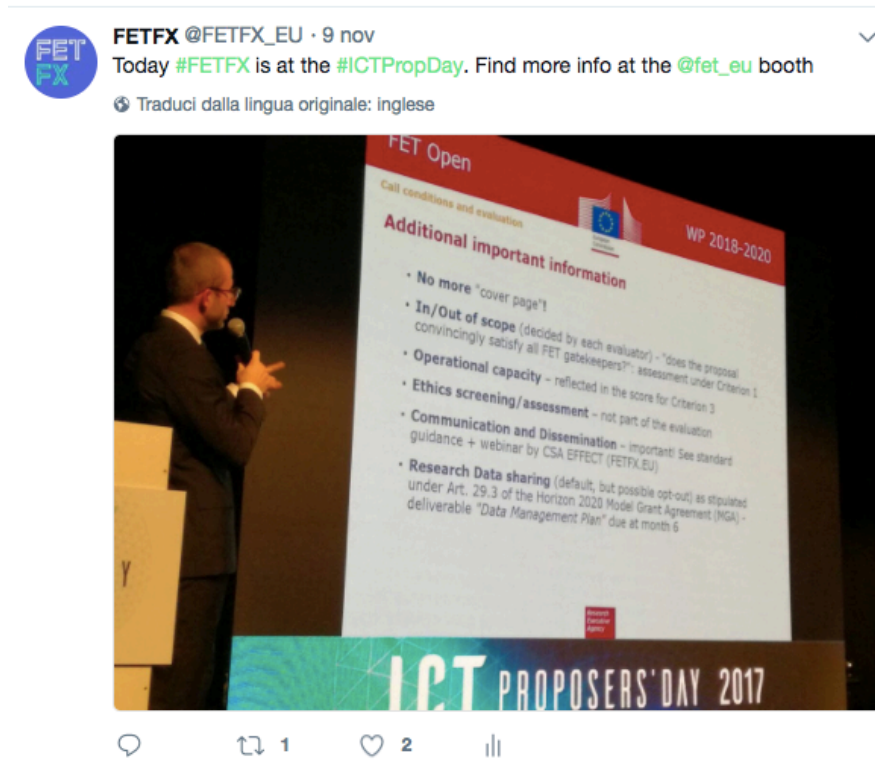 FET
FX
FETFX @FETFX_EU · 9 nov
Today #FETFX is at the #ICTPropDay. Find more info at the @fet_eu booth
Traduci dalla lingua originale: inglese
FET Open
WP 2018-2020
Call conditions and evaluation
Additional important information
• No more "cover page"!
• In/Out of scope (decided by each evaluator) - "does the proposal
convincingly satisfy all FET gatekeepers?": assessment under Criterion 1
• Operational capacity – reflected in the score for Criterion 3
• Ethics screening/assessment – not part of the evaluation
• Communication and Dissemination – important! See standard
guidance + webinar by CSA EFFECT (FETFX.EU)
• Research Data sharing (default, but possible opt-out) as stipulated
under Art. 29.3 of the Horizon 2020 Model Grant Agreement (MGA) -
deliverable "Data Management Plan" due at month 6
Research
Executive
Agency
Y
ICT PROPOSERS' DAY 2017
1
2